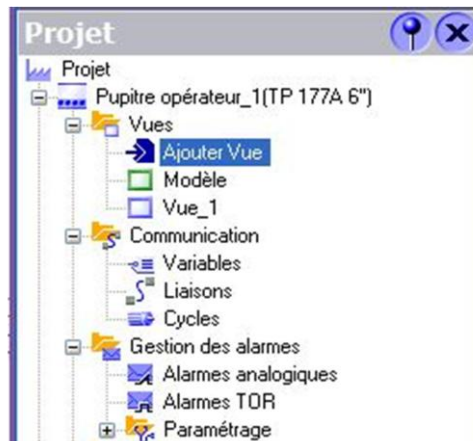 Projet
Projet
Pupitre opérateur_1(TP 177A 6")
Vues
Ajouter Vue
Modèle
Vue_1
Communication
Variables
Liaisons
Cycles
Gestion des alarmes
Alarmes analogiques
Alarmes TOR
Paramétrage